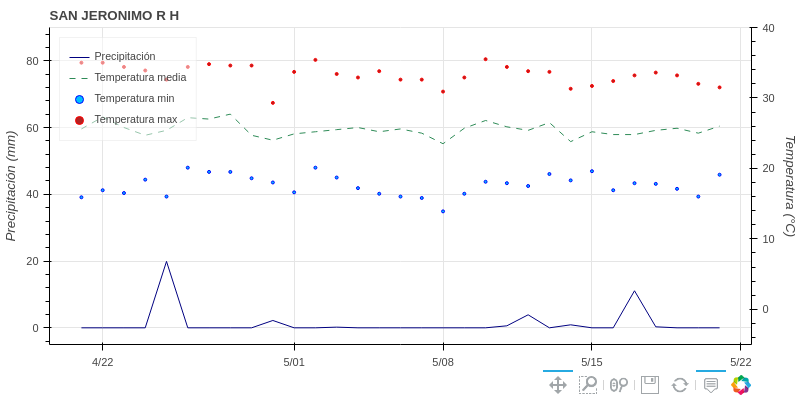 SAN JERONIMO R H
Precipitación
Temperatura media
Temperatura min
Temperatura max
Precipitación (mm)
80
60
40
20
0
Temperatura (°C)
40
30
20
10
0
4/22
5/01
5/08
5/15
5/22